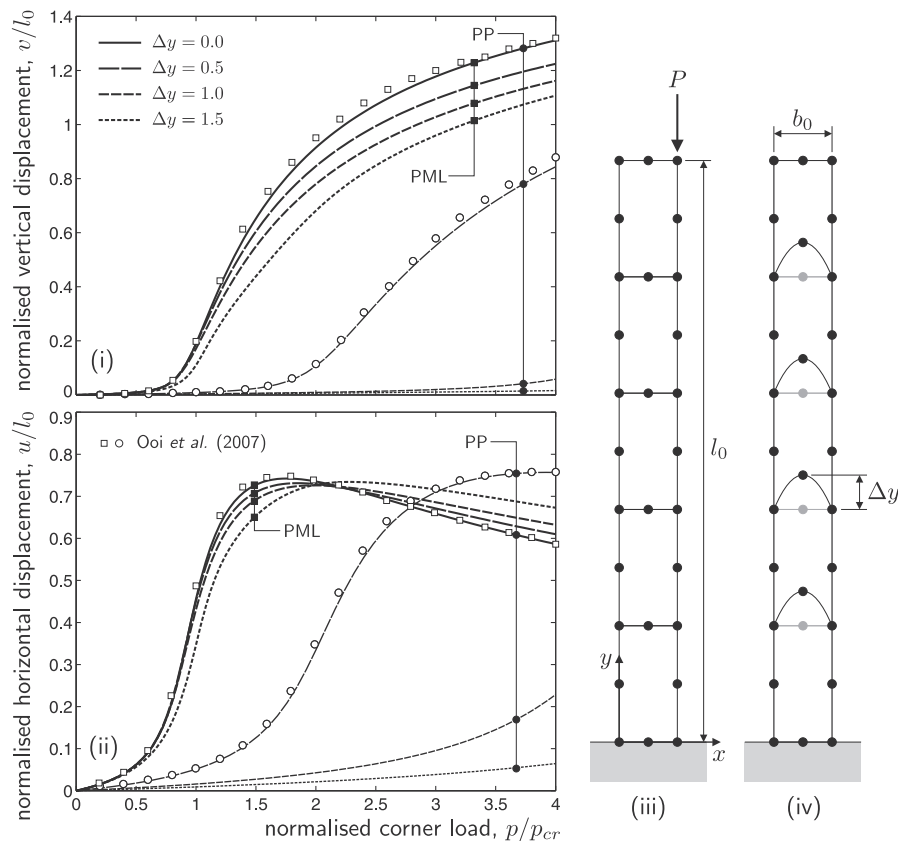 normalised vertical displacement, v/l₀
1.4
1.2
1.0
0.8
0.6
0.4
0.2
0
Δy = 0.0
Δy = 0.5
Δy = 1.0
Δy = 1.5
PP
PML
(i)
normalised horizontal displacement, u/l₀
0.9
0.8
0.7
0.6
0.5
0.4
0.3
0.2
0.1
0
Ooi et al. (2007)
PP
PML
(ii)
0 0.5 1 1.5 2 2.5 3 3.5 4
normalised corner load, p/p_cr
P
l₀
y
x
(iii)
b₀
Δy
(iv)